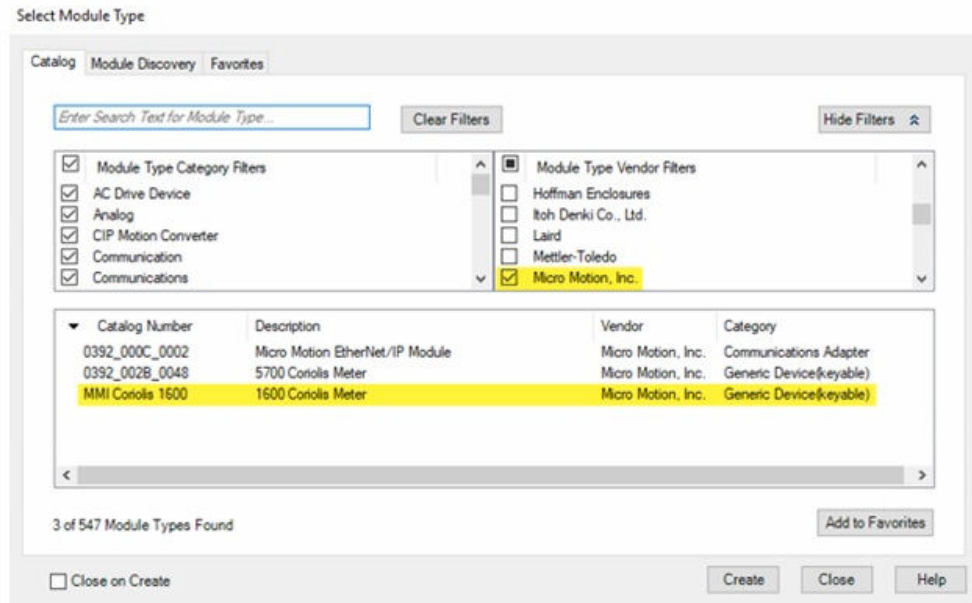 Select Module Type
Catalog Module Discovery Favorites
Enter Search Text for Module Type...
Clear Filters
Hide Filters
Module Type Category Filters
AC Drive Device
Analog
CIP Motion Converter
Communication
Communications
Module Type Vendor Filters
Hoffman Enclosures
Itoh Denki Co., Ltd.
Laird
Mettler-Toledo
Micro Motion, Inc.
Catalog Number Description Vendor Category
0392_000C_0002 Micro Motion EtherNet/IP Module Micro Motion, Inc. Communications Adapter
0392_002B_0048 5700 Coriolis Meter Micro Motion, Inc. Generic Device(keyable)
MMI Coriolis 1600 1600 Coriolis Meter Micro Motion, Inc. Generic Device(keyable)
3 of 547 Module Types Found
Add to Favorites
Close on Create
Create Close Help